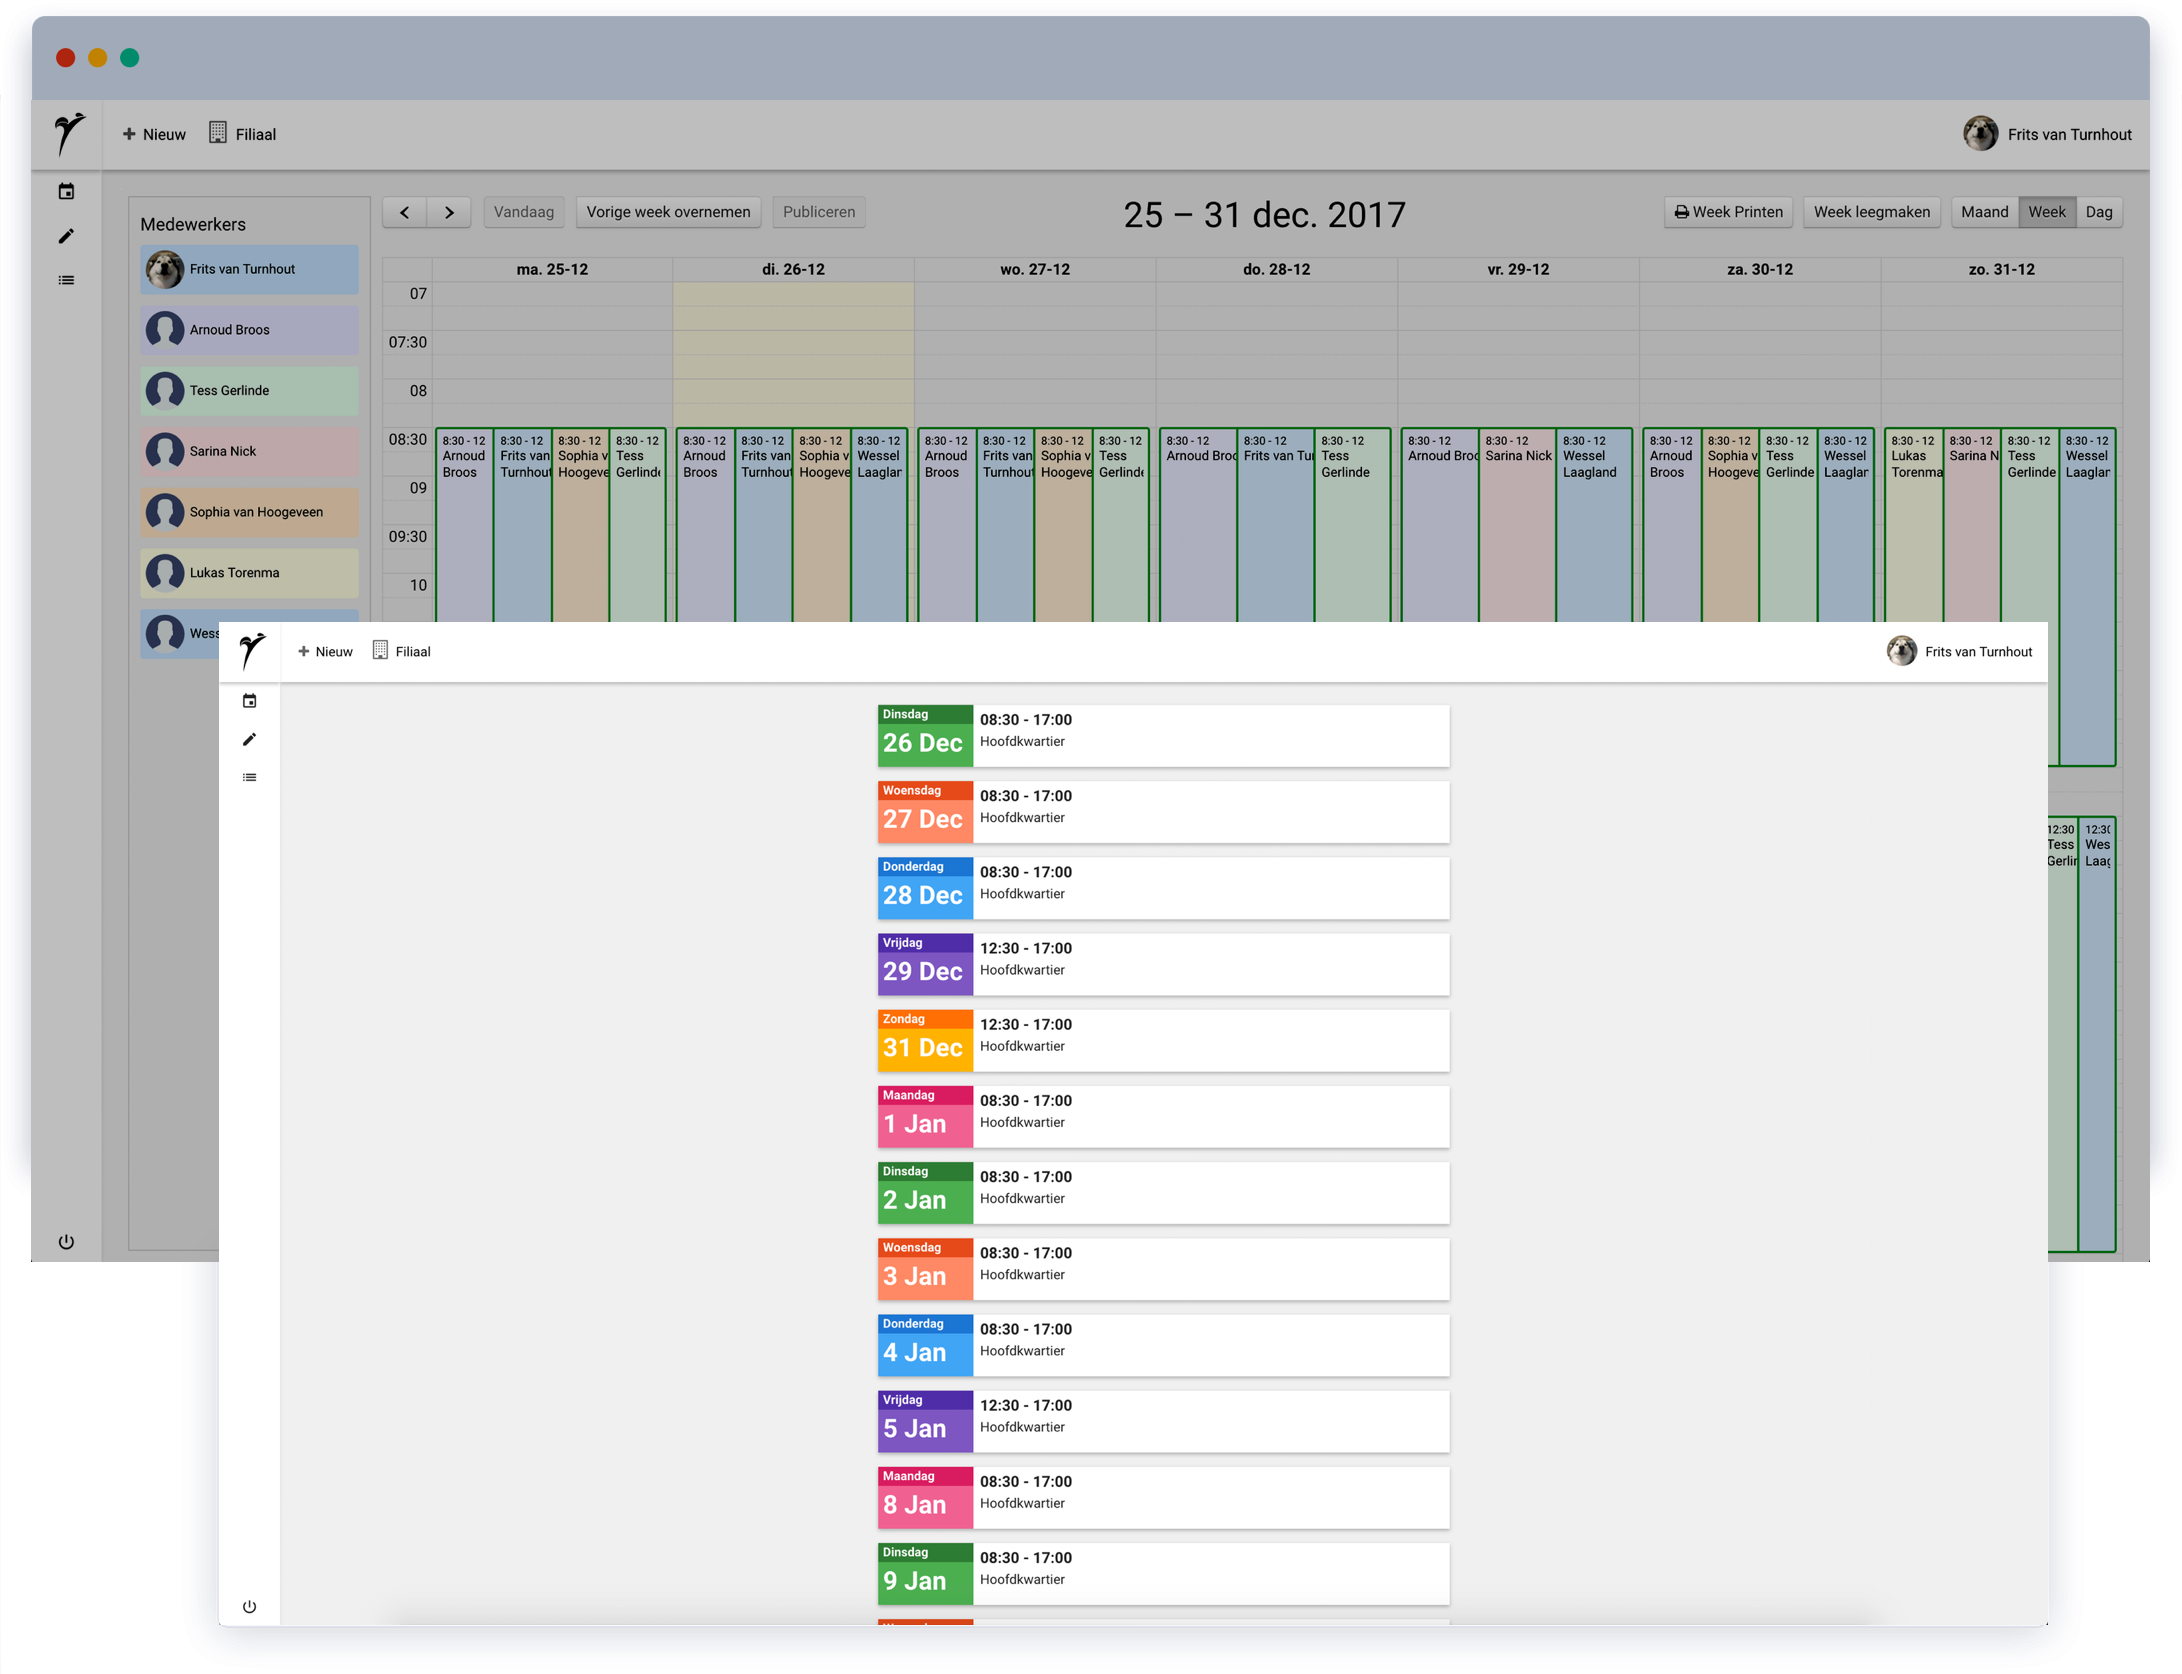 Nieuw
Filiaal
Frits van Turnhout
Medewerkers
Frits van Turnhout
Arnoud Broos
Tess Gerlinde
Sarina Nick
Sophia van Hoogeveen
Lukas Torenma
Wess
Vandaag
Vorige week overnemen
Publiceren
25 – 31 dec. 2017
Week Printen
Week leegmaken
Maand
Week
Dag
ma. 25-12
di. 26-12
wo. 27-12
do. 28-12
vr. 29-12
za. 30-12
zo. 31-12
07
07:30
08
08:30
09
09:30
10
8:30 - 12
Arnoud
Broos
8:30 - 12
Frits van
Turnhout
8:30 - 12
Sophia v
Hoogeve
8:30 - 12
Tess
Gerlinde
8:30 - 12
Arnoud
Broos
8:30 - 12
Frits van
Turnhout
8:30 - 12
Sophia v
Hoogeve
8:30 - 12
Wessel
Laaglar
8:30 - 12
Arnoud
Broos
8:30 - 12
Frits van
Turnhout
8:30 - 12
Sophia v
Hoogeve
8:30 - 12
Tess
Gerlinde
8:30 - 12
Arnoud Broo
8:30 - 12
Frits van Tur
8:30 - 12
Tess
Gerlinde
8:30 - 12
Arnoud Broo
8:30 - 12
Sarina Nick
8:30 - 12
Wessel
Laagland
8:30 - 12
Arnoud
Broos
8:30 - 12
Sophia v
Hoogeve
8:30 - 12
Tess
Gerlinde
8:30 - 12
Wessel
Laaglar
8:30 - 12
Lukas
Torenma
8:30 - 12
Sarina N
8:30 - 12
Tess
Gerlinde
8:30 - 12
Wessel
Laaglar
12:30
Tess
Gerlin
12:30
Wes
Laag
Nieuw
Filiaal
Frits van Turnhout
Dinsdag
26 Dec
08:30 - 17:00
Hoofdkwartier
Woensdag
27 Dec
08:30 - 17:00
Hoofdkwartier
Donderdag
28 Dec
08:30 - 17:00
Hoofdkwartier
Vrijdag
29 Dec
12:30 - 17:00
Hoofdkwartier
Zondag
31 Dec
12:30 - 17:00
Hoofdkwartier
Maandag
1 Jan
08:30 - 17:00
Hoofdkwartier
Dinsdag
2 Jan
08:30 - 17:00
Hoofdkwartier
Woensdag
3 Jan
08:30 - 17:00
Hoofdkwartier
Donderdag
4 Jan
08:30 - 17:00
Hoofdkwartier
Vrijdag
5 Jan
12:30 - 17:00
Hoofdkwartier
Maandag
8 Jan
08:30 - 17:00
Hoofdkwartier
Dinsdag
9 Jan
08:30 - 17:00
Hoofdkwartier